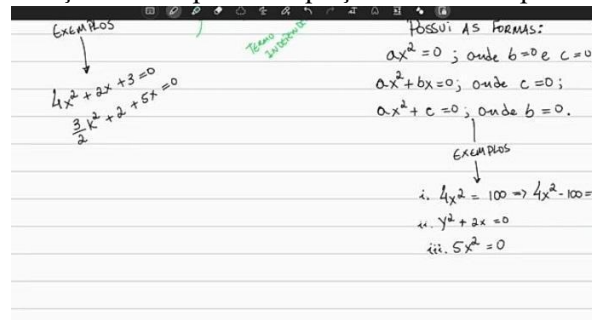 EXEMPLOS
4x² + 2x + 3 = 0
3/2 k² + 2 + 5x = 0
TERMO
POSSUI AS FORMAS:
ax² = 0 ; onde b=0 e c=0
ax² + bx = 0; onde c = 0;
ax² + c = 0; onde b = 0.
EXEMPLOS
i. 4x² = 100 => 4x² - 100 =
ii. y² + 2x = 0
iii. 5x² = 0